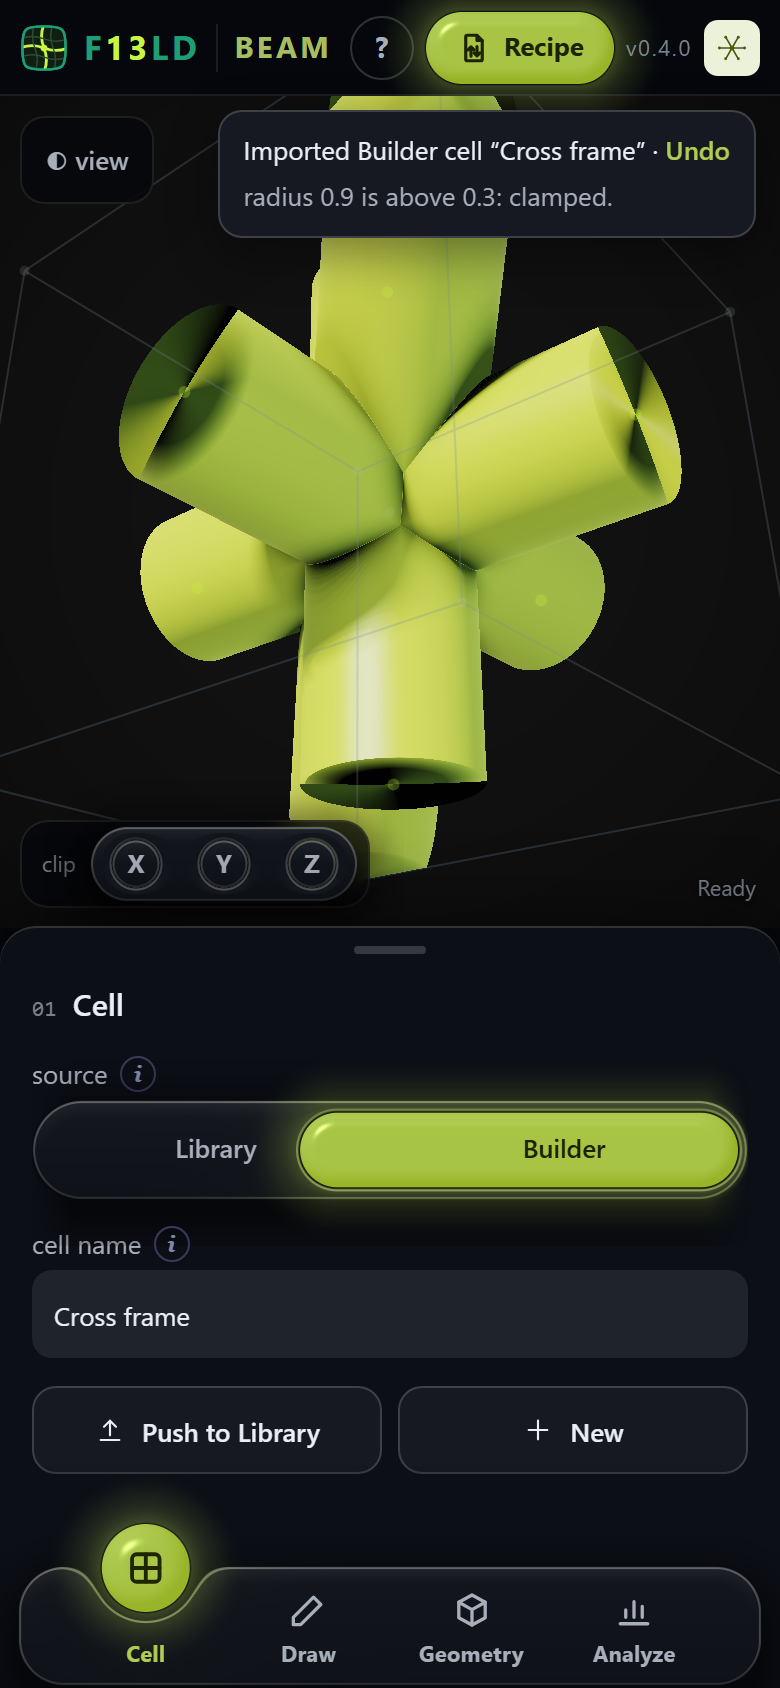 F13LD BEAM ? Recipe v0.4.0
view
Imported Builder cell “Cross frame” · Undo
radius 0.9 is above 0.3: clamped.
clip X Y Z
Ready
01 Cell
source i
Library Builder
cell name i
Cross frame
Push to Library
New
Cell Draw Geometry Analyze